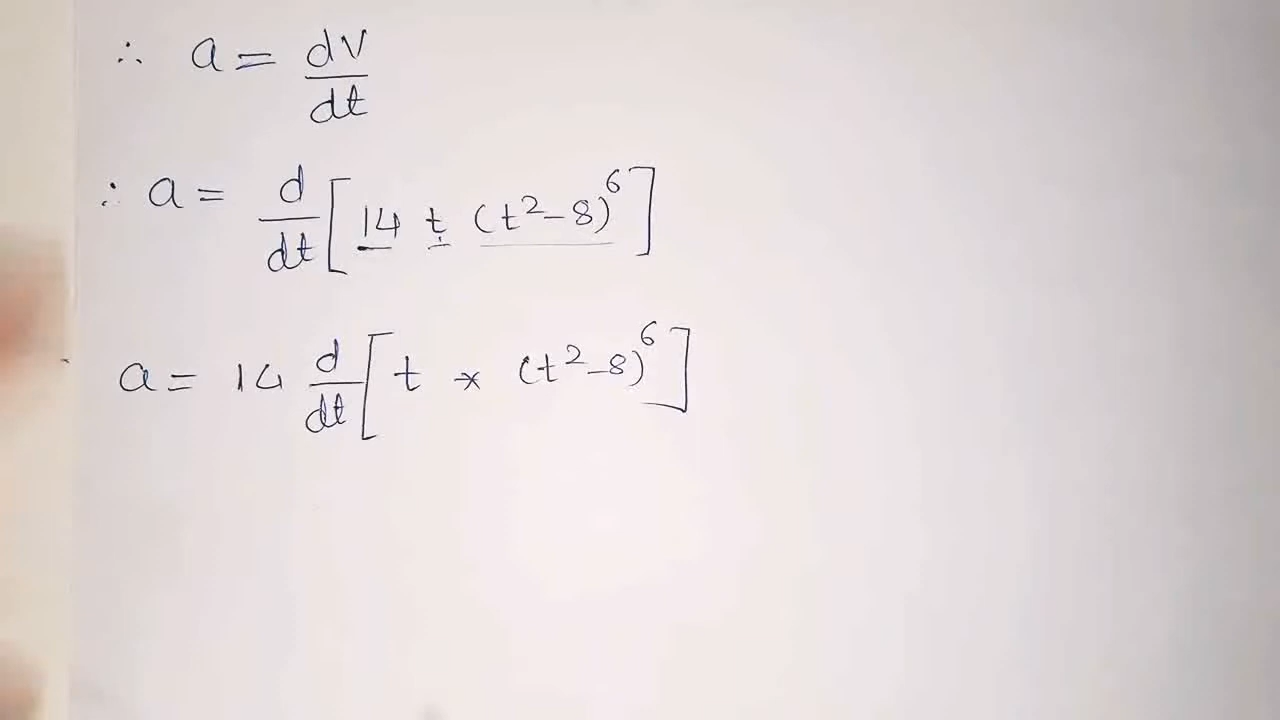 ∴ a = dv/dt
∴ a = d/dt [ 14 t (t²-8)⁶ ]
a = 14 d/dt [ t * (t²-8)⁶ ]